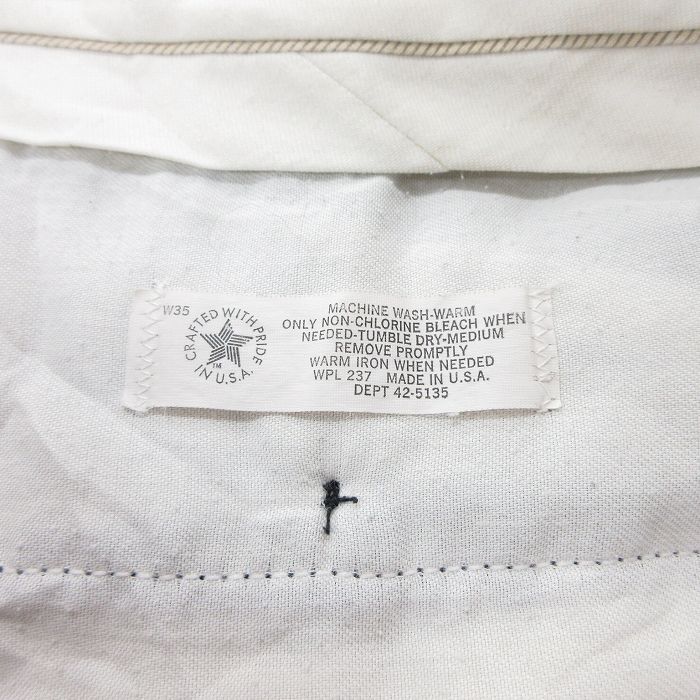 W35
CRAFTED WITH PRIDE
IN U.S.A.
TM
MACHINE WASH-WARM
ONLY NON-CHLORINE BLEACH WHEN
NEEDED-TUMBLE DRY-MEDIUM
REMOVE PROMPTLY
WARM IRON WHEN NEEDED
WPL 237 MADE IN U.S.A.
DEPT 42-5135